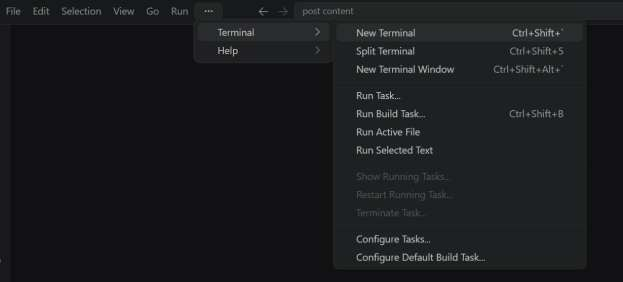 File Edit Selection View Go Run ... ← → post content
Terminal >
Help >
New Terminal Ctrl+Shift+`
Split Terminal Ctrl+Shift+5
New Terminal Window Ctrl+Shift+Alt+`
Run Task...
Run Build Task... Ctrl+Shift+B
Run Active File
Run Selected Text
Show Running Tasks...
Restart Running Task...
Terminate Task...
Configure Tasks...
Configure Default Build Task...